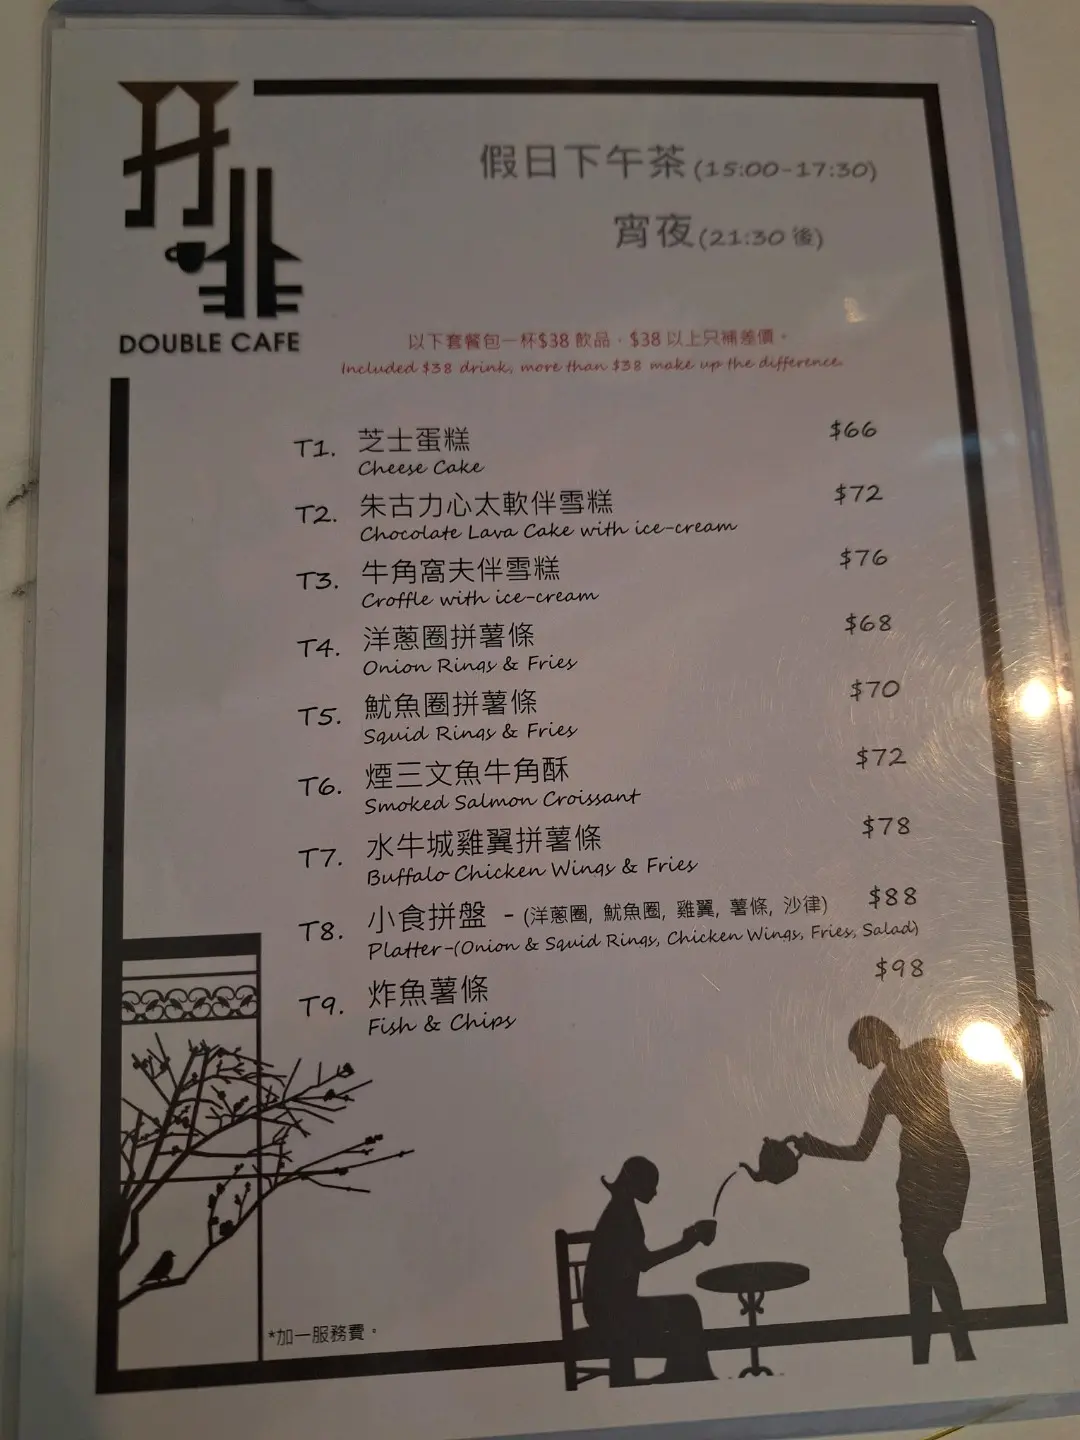 DOUBLE CAFE
假日下午茶 (15:00-17:30)
宵夜 (21:30 後)
以下套餐包一杯$38 飲品．$38 以上只補差價。
Included $38 drink, more than $38 make up the difference.
T1. 芝士蛋糕 $66
Cheese Cake
T2. 朱古力心太軟伴雪糕 $72
Chocolate Lava Cake with ice-cream
T3. 牛角窩夫伴雪糕 $76
Croffle with ice-cream
T4. 洋蔥圈拼薯條 $68
Onion Rings & Fries
T5. 魷魚圈拼薯條 $70
Squid Rings & Fries
T6. 煙三文魚牛角酥 $72
Smoked Salmon Croissant
T7. 水牛城雞翼拼薯條 $78
Buffalo Chicken Wings & Fries
T8. 小食拼盤 - (洋蔥圈, 魷魚圈, 雞翼, 薯條, 沙律) $88
Platter-(Onion & Squid Rings, Chicken Wings, Fries, Salad)
T9. 炸魚薯條 $98
Fish & Chips
*加一服務費。